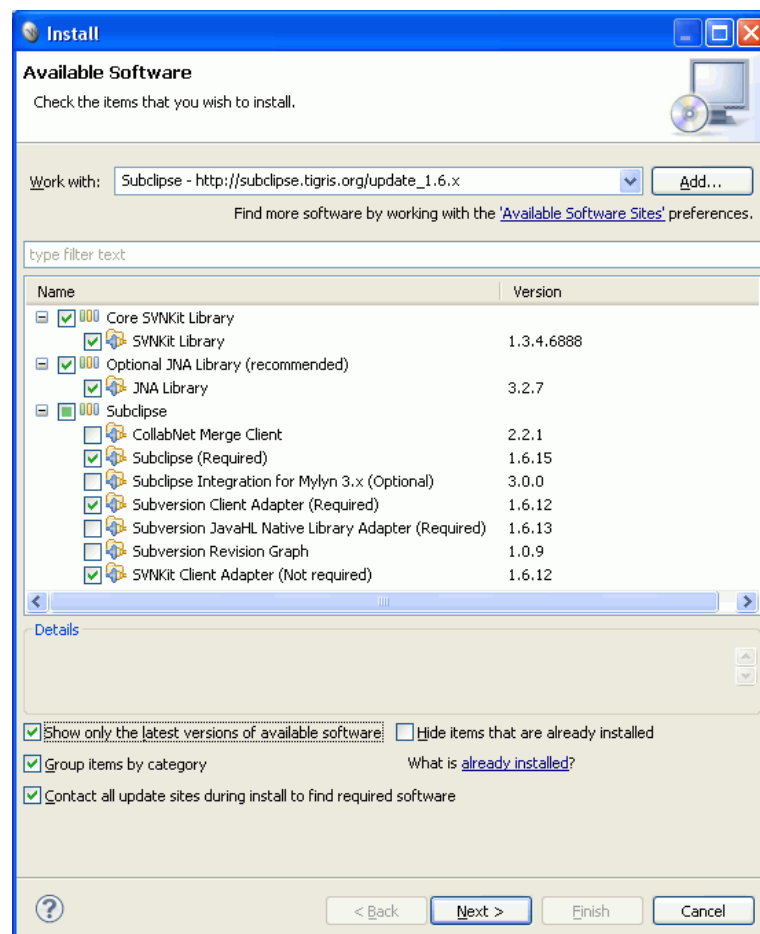 Install
Available Software
Check the items that you wish to install.
Work with: Subclipse - http://subclipse.tigris.org/update_1.6.x Add...
Find more software by working with the 'Available Software Sites' preferences.
type filter text
Name Version
Core SVNKit Library
SVNKit Library 1.3.4.6888
Optional JNA Library (recommended)
JNA Library 3.2.7
Subclipse
CollabNet Merge Client 2.2.1
Subclipse (Required) 1.6.15
Subclipse Integration for Mylyn 3.x (Optional) 3.0.0
Subversion Client Adapter (Required) 1.6.12
Subversion JavaHL Native Library Adapter (Required) 1.6.13
Subversion Revision Graph 1.0.9
SVNKit Client Adapter (Not required) 1.6.12
Details
Show only the latest versions of available software Hide items that are already installed
Group items by category What is already installed?
Contact all update sites during install to find required software
? < Back Next > Finish Cancel